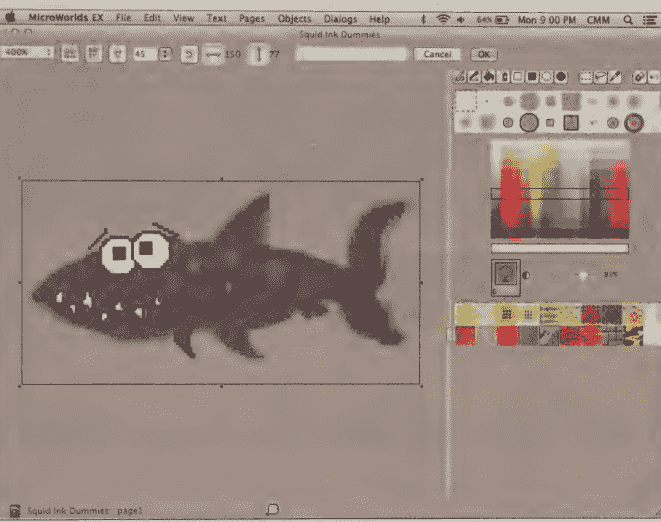 MicroWorlds EX File Edit View Text Pages Objects Dialogs Help 64% Mon 9:00 PM CMM
Squid Ink Dummies
400% 45 150 77 Cancel OK
Squid Ink Dummies page1